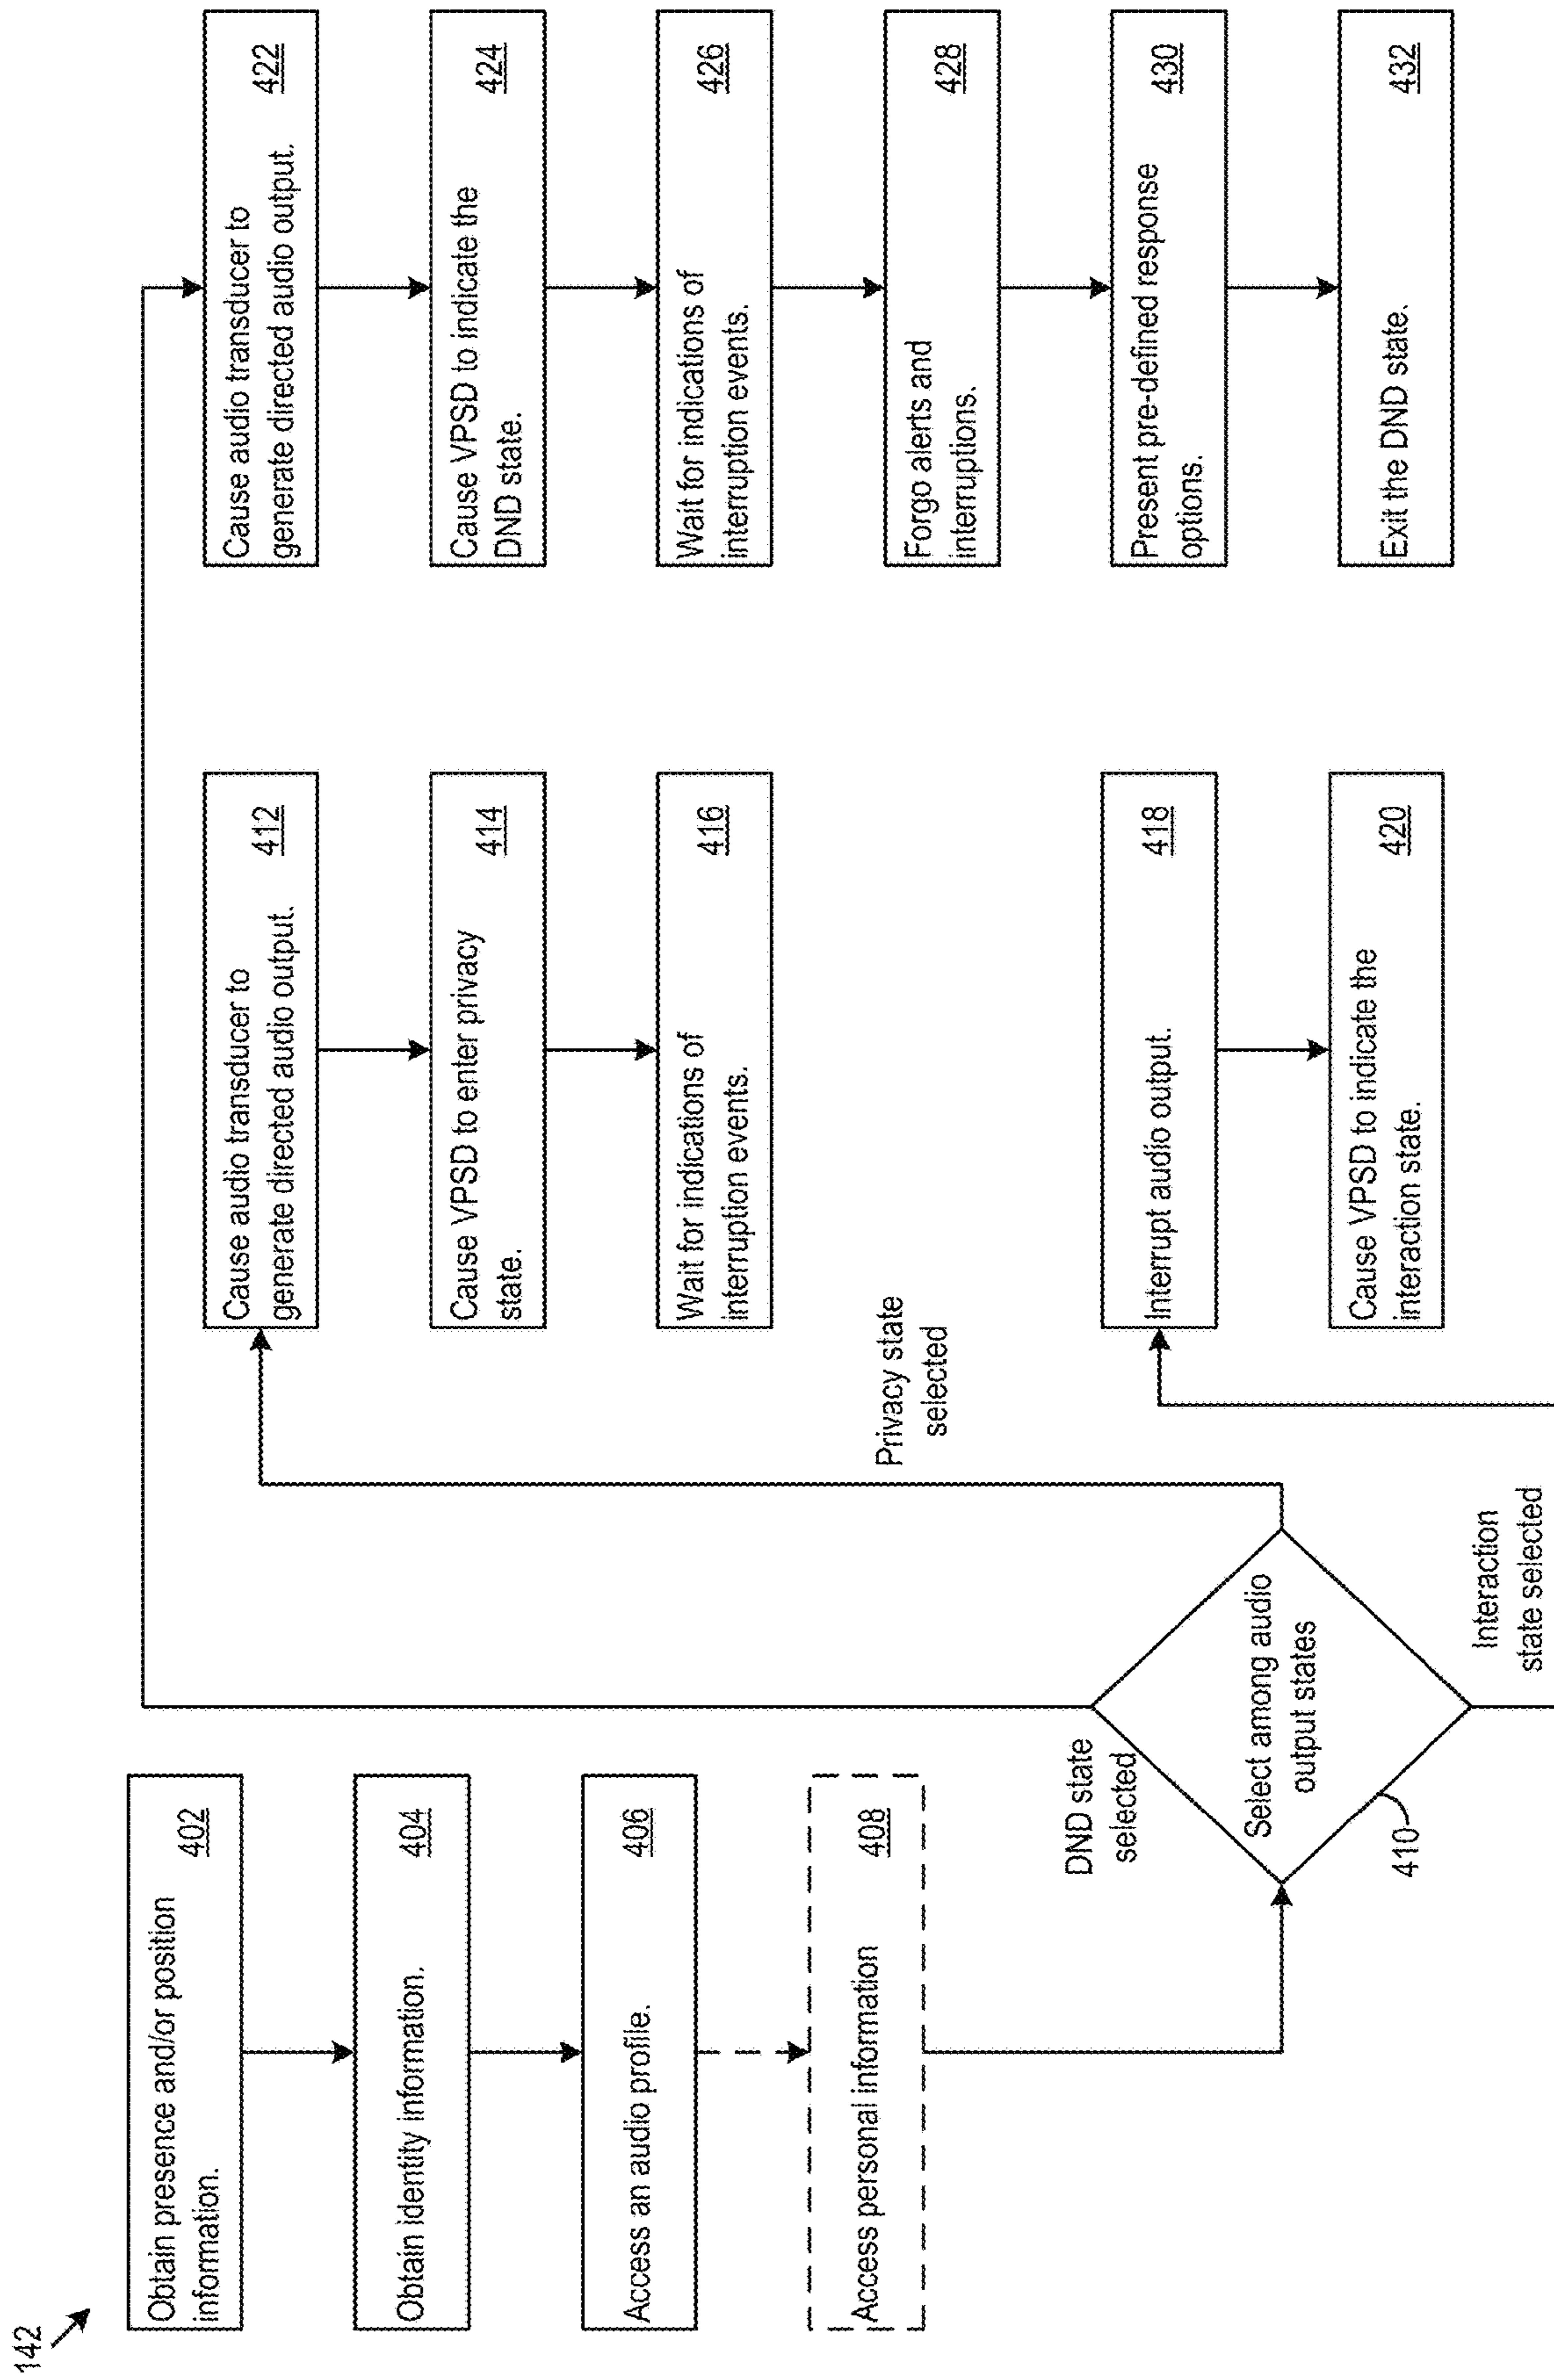 142
Obtain presence and/or position
information.
402
Obtain identity information.
404
Access an audio profile.
406
Access personal information
408
DND state
selected
Select among audio
output states
410
Interaction
state selected
Privacy state
selected
Cause audio transducer to
generate directed audio output.
412
Cause VPSD to enter privacy
state.
414
Wait for indications of
interruption events.
416
Interrupt audio output.
418
Cause VPSD to indicate the
interaction state.
420
Cause audio transducer to
generate directed audio output.
422
Cause VPSD to indicate the
DND state.
424
Wait for indications of
interruption events.
426
Forgo alerts and
interruptions.
428
Present pre-defined response
options.
430
Exit the DND state.
432